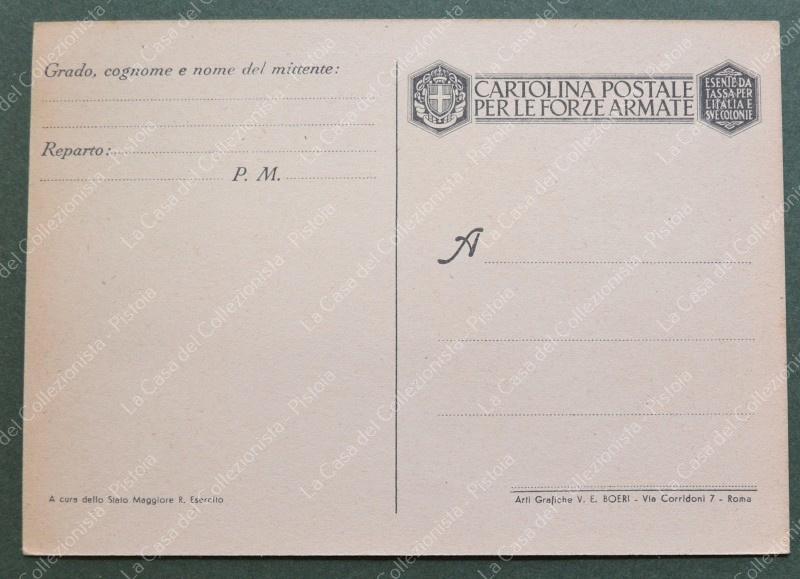 Grado, cognome e nome del mittente:
Reparto:
P. M.
A cura dello Stato Maggiore R. Esercito
CARTOLINA POSTALE
PER LE FORZE ARMATE
ESENTE DA
TASSA PER
L'ITALIA E
SVE COLONIE
A
Arti Grafiche V. E. BOERI - Via Corridoni 7 - Roma
La Casa del Collezionista - Pistoia